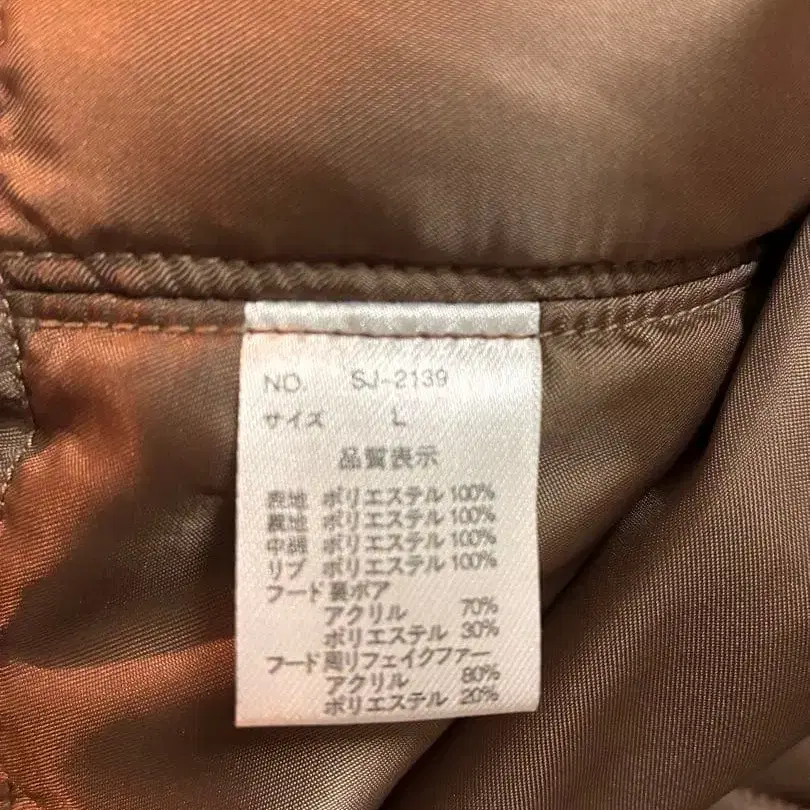 NO. SJ-2139
サイズ L
品質表示
表地 ポリエステル 100%
裏地 ポリエステル 100%
中綿 ポリエステル 100%
リブ ポリエステル 100%
フード裏ボア
アクリル 70%
ポリエステル 30%
フード周リフェイクファー
アクリル 80%
ポリエステル 20%